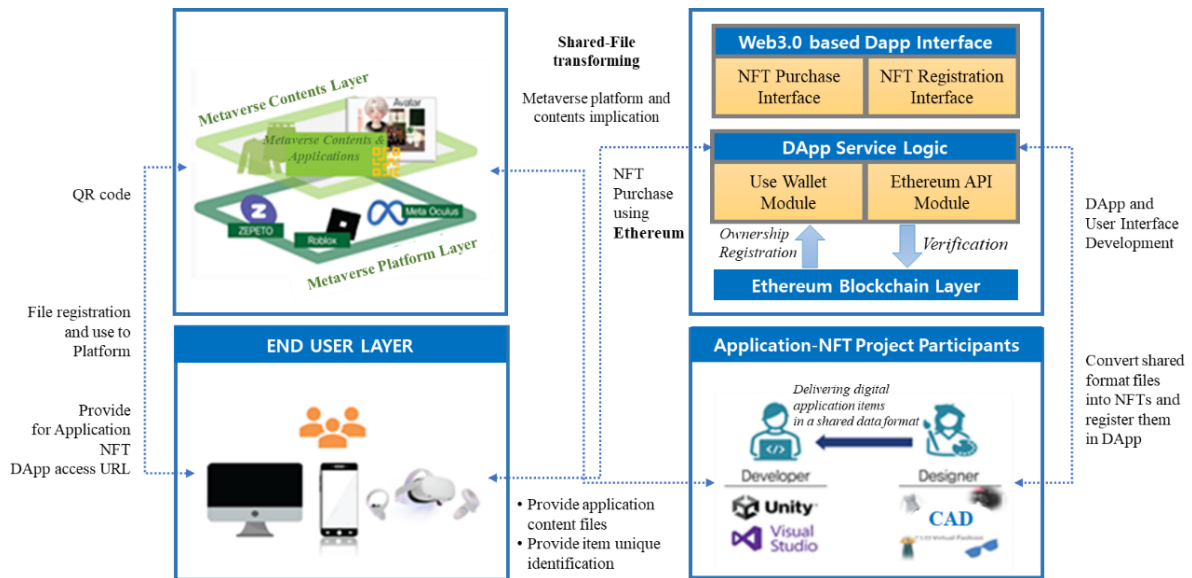 Metaverse Contents Layer
Avatar
Metaverse Contents &
Applications
ZEPETO
Roblox
Meta Oculus
Metaverse Platform Layer
QR code
File registration
and use to
Platform
Provide
for Application
NFT
DApp access URL
END USER LAYER
Shared-File
transforming
Metaverse platform and
contents implication
NFT
Purchase
using
Ethereum
• Provide application
content files
• Provide item unique
identification
Web3.0 based Dapp Interface
NFT Purchase
Interface
NFT Registration
Interface
DApp Service Logic
Use Wallet
Module
Ethereum API
Module
Ownership
Registration
Verification
Ethereum Blockchain Layer
Application-NFT Project Participants
Delivering digital
application items
in a shared data format
Developer
Designer
Unity
Visual
Studio
CAD
Virtual Fashion
DApp and
User Interface
Development
Convert shared
format files
into NFTs and
register them
in DApp